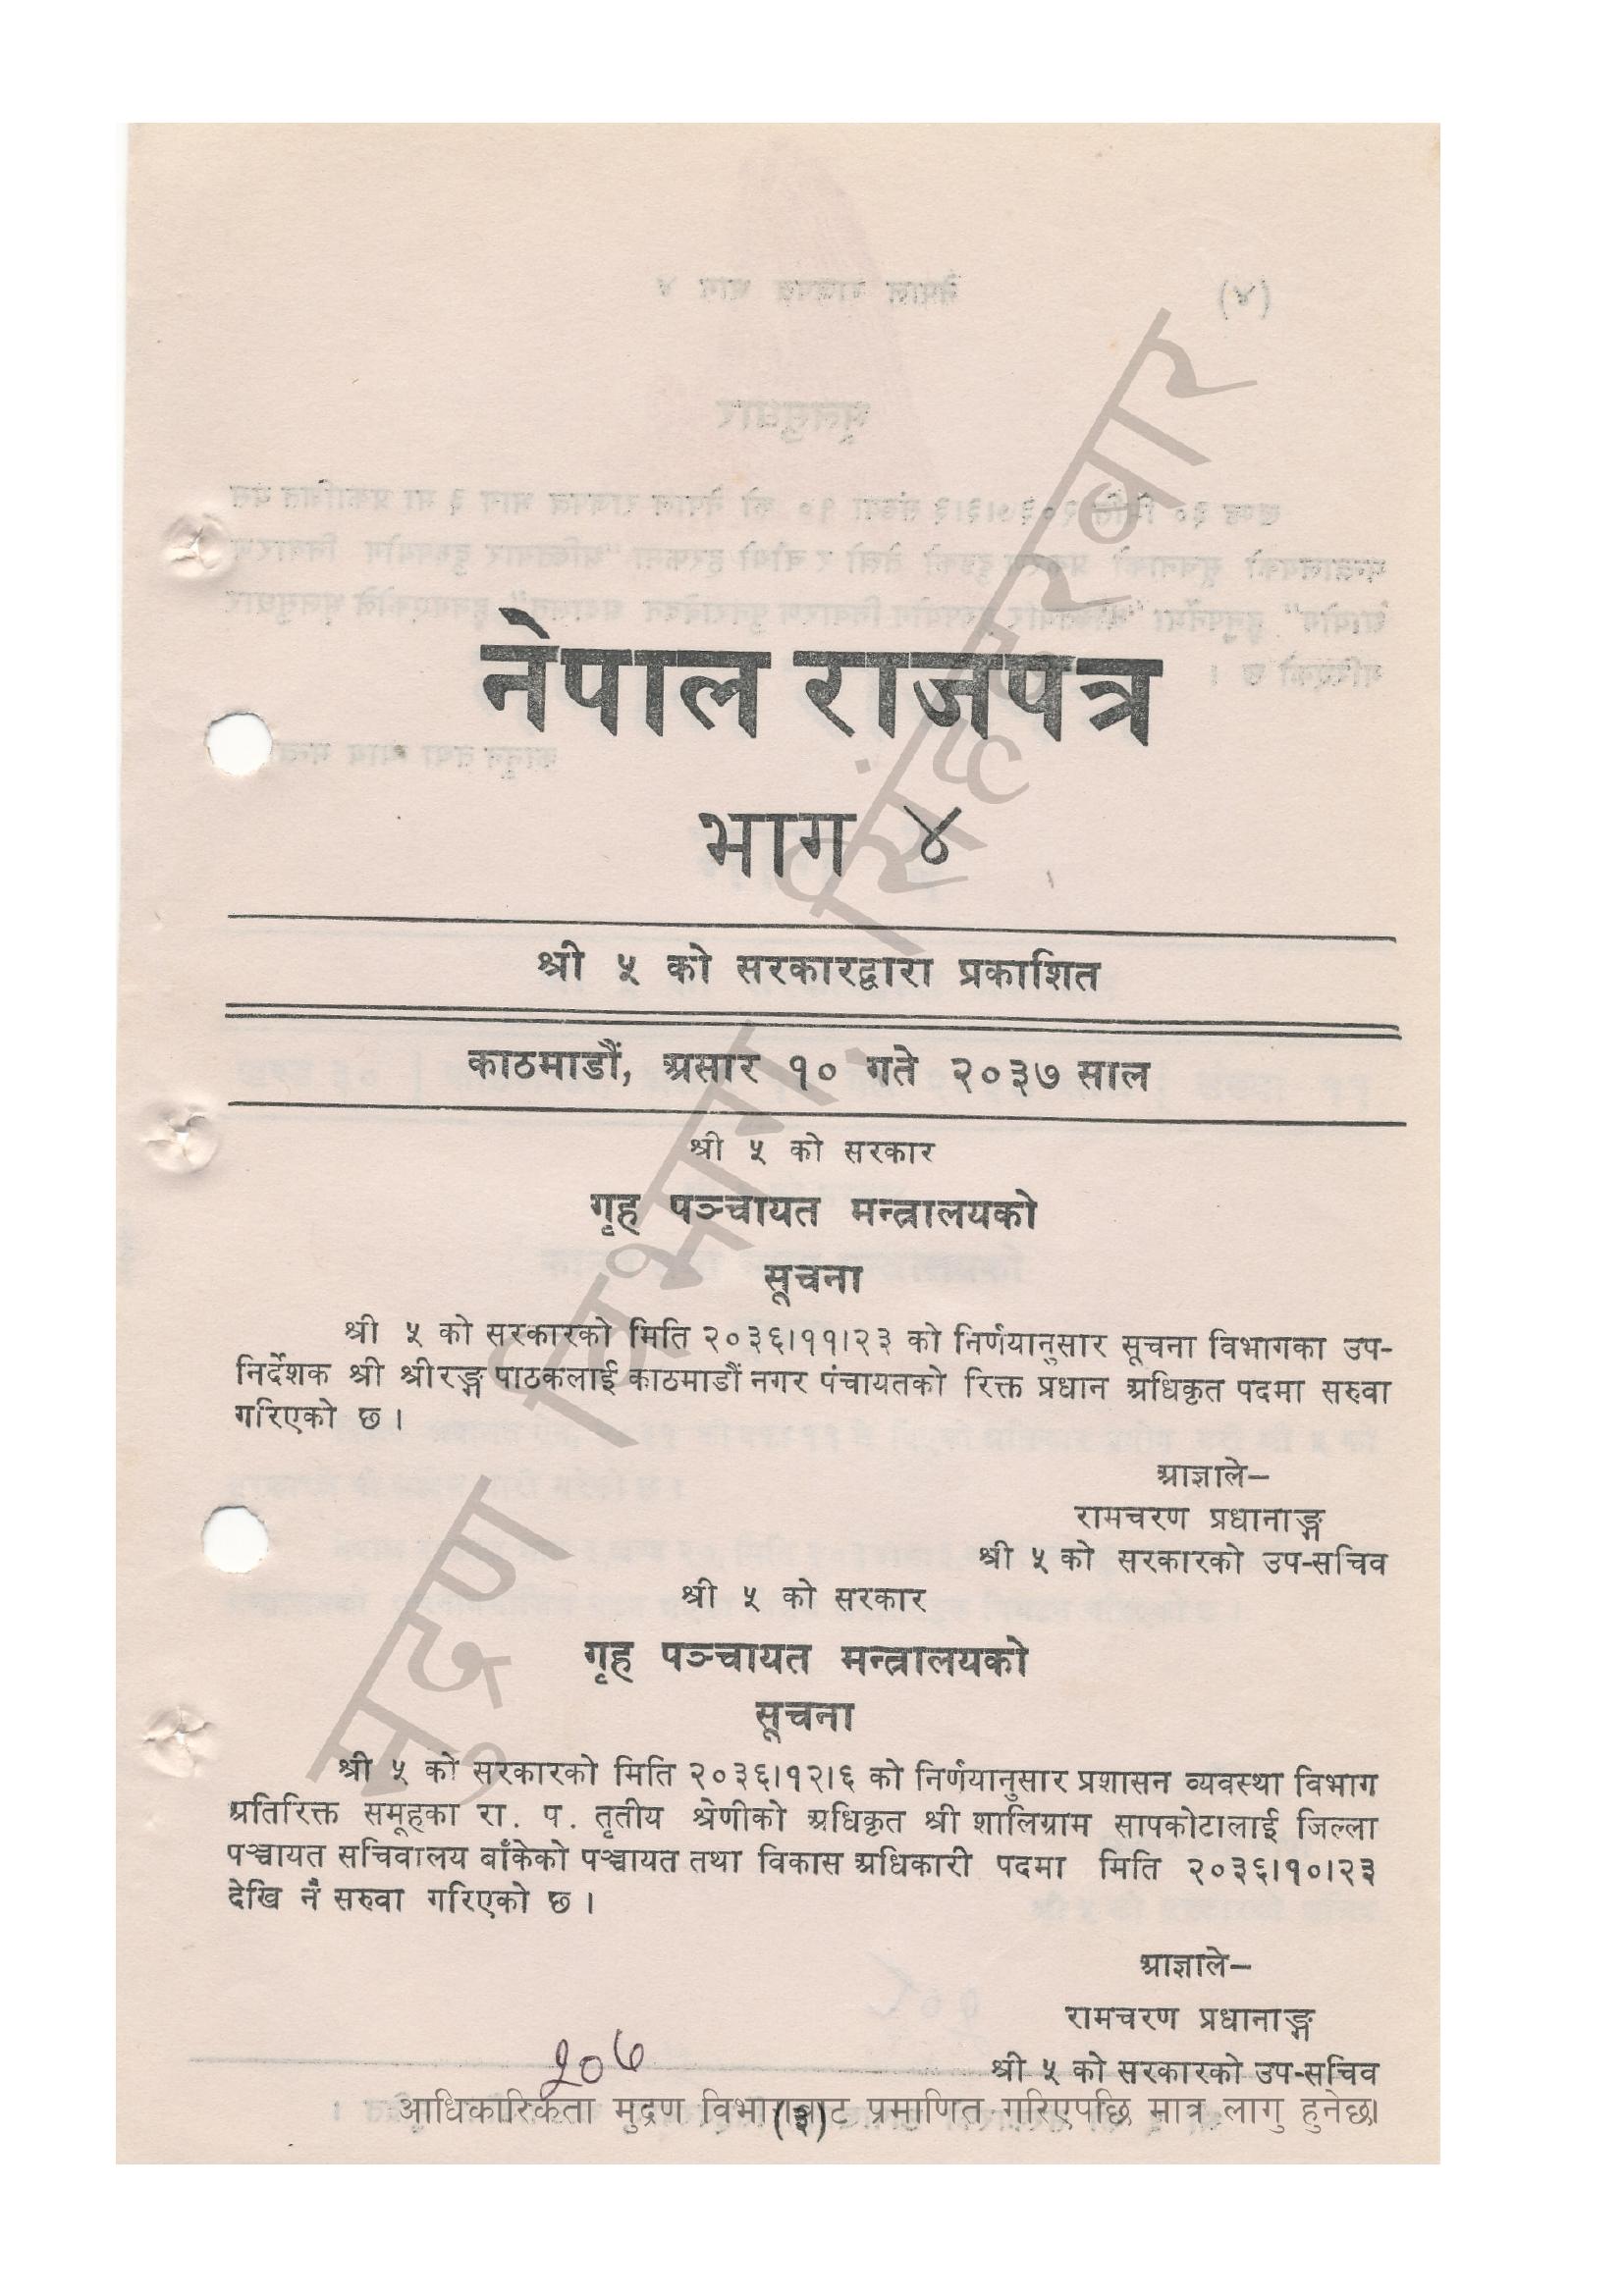 नेपाल राजपत्र
भाग ४
श्री ५ को सरकारद्वारा प्रकाशित
काठमाडौं, असार १० गते २०३७ साल
श्री ५ को सरकार
गृह पञ्चायत मन्त्रालयको
सूचना
श्री ५ को सरकारको मिति २०३६।११।२३ को निर्णयानुसार सूचना विभागका उप-
निर्देशक श्री श्रीरङ्ग पाठकलाई काठमाडौं नगर पंचायतको रिक्त प्रधान अधिकृत पदमा सरुवा
गरिएको छ ।
आज्ञाले–
रामचरण प्रधानाङ्ग
श्री ५ को सरकारको उप-सचिव
श्री ५ को सरकार
गृह पञ्चायत मन्त्रालयको
सूचना
श्री ५ को सरकारको मिति २०३६।१२।६ को निर्णयानुसार प्रशासन व्यवस्था विभाग
अतिरिक्त समूहका रा. प. तृतीय श्रेणीको अधिकृत श्री शालिग्राम सापकोटालाई जिल्ला
पञ्चायत सचिवालय बाँकेको पञ्चायत तथा विकास अधिकारी पदमा मिति २०३६।१०।२३
देखि नै सरुवा गरिएको छ ।
आज्ञाले–
रामचरण प्रधानाङ्ग
श्री ५ को सरकारको उप-सचिव
(३)
आधिकारिकता मुद्रण विभागबाट प्रमाणित गरिएपछि मात्र लागु हुनेछ।
मुद्रण विभाग, सिंहदरबार